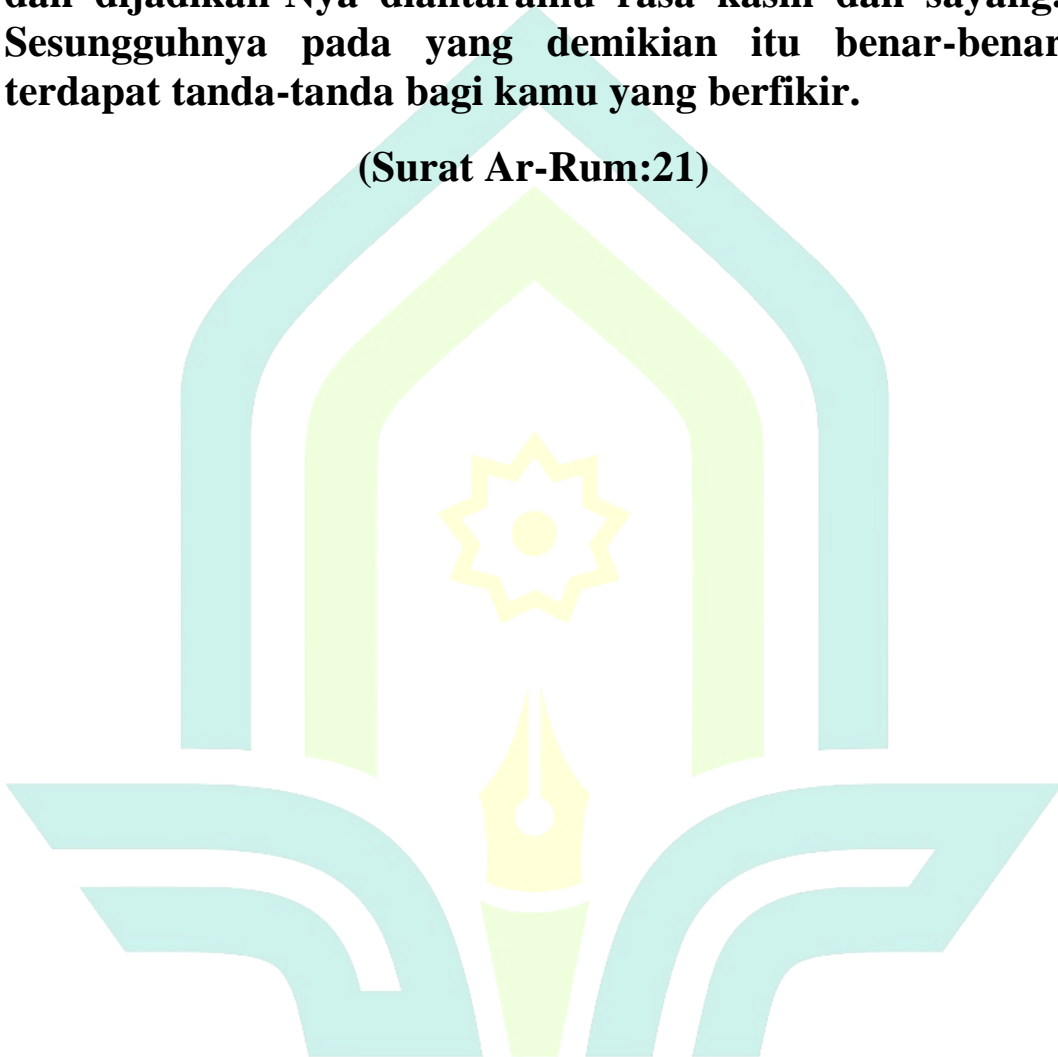 dan dijadikan-Nya diantaramu rasa kasih dan sayang.
Sesungguhnya pada yang demikian itu benar-benar
terdapat tanda-tanda bagi kamu yang berfikir.
(Surat Ar-Rum:21)